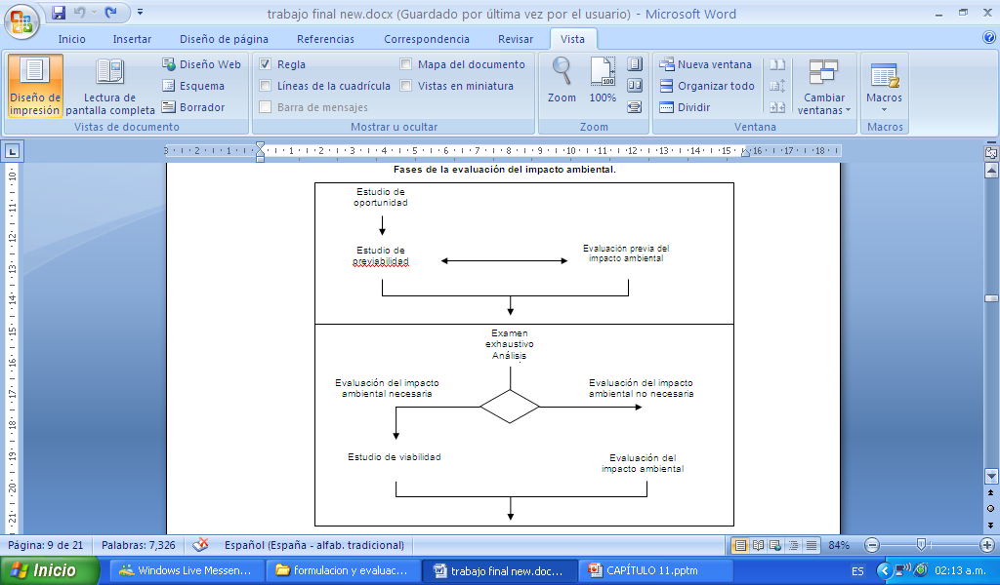 trabajo final new.docx (Guardado por última vez por el usuario) - Microsoft Word
Inicio Insertar Diseño de página Referencias Correspondencia Revisar Vista
Diseño de impresión
Lectura de pantalla completa
Diseño Web
Esquema
Borrador
Vistas de documento
Regla
Líneas de la cuadrícula
Barra de mensajes
Mapa del documento
Vistas en miniatura
Mostrar u ocultar
Zoom
100%
Zoom
Nueva ventana
Organizar todo
Dividir
Cambiar ventanas
Ventana
Macros
Macros
3 2 1 1 2 3 4 5 6 7 8 9 10 11 12 13 14 15 16 17 18
10 11 12 13 14 15 16 17 18 19 20 21
Fases de la evaluación del impacto ambiental.
Estudio de
oportunidad
Estudio de
previabilidad
Evaluación previa del
impacto ambiental
Examen
exhaustivo
Análisis
Evaluación del impacto
ambiental necesaria
Evaluación del impacto
ambiental no necesaria
Estudio de viabilidad
Evaluación del
impacto ambiental
Página: 9 de 21 Palabras: 7,326 Español (España - alfab. tradicional) 84%
Inicio Windows Live Messen... formulacion y evaluac... trabajo final new.doc... CAPÍTULO 11.pptm ES 02:13 a.m.